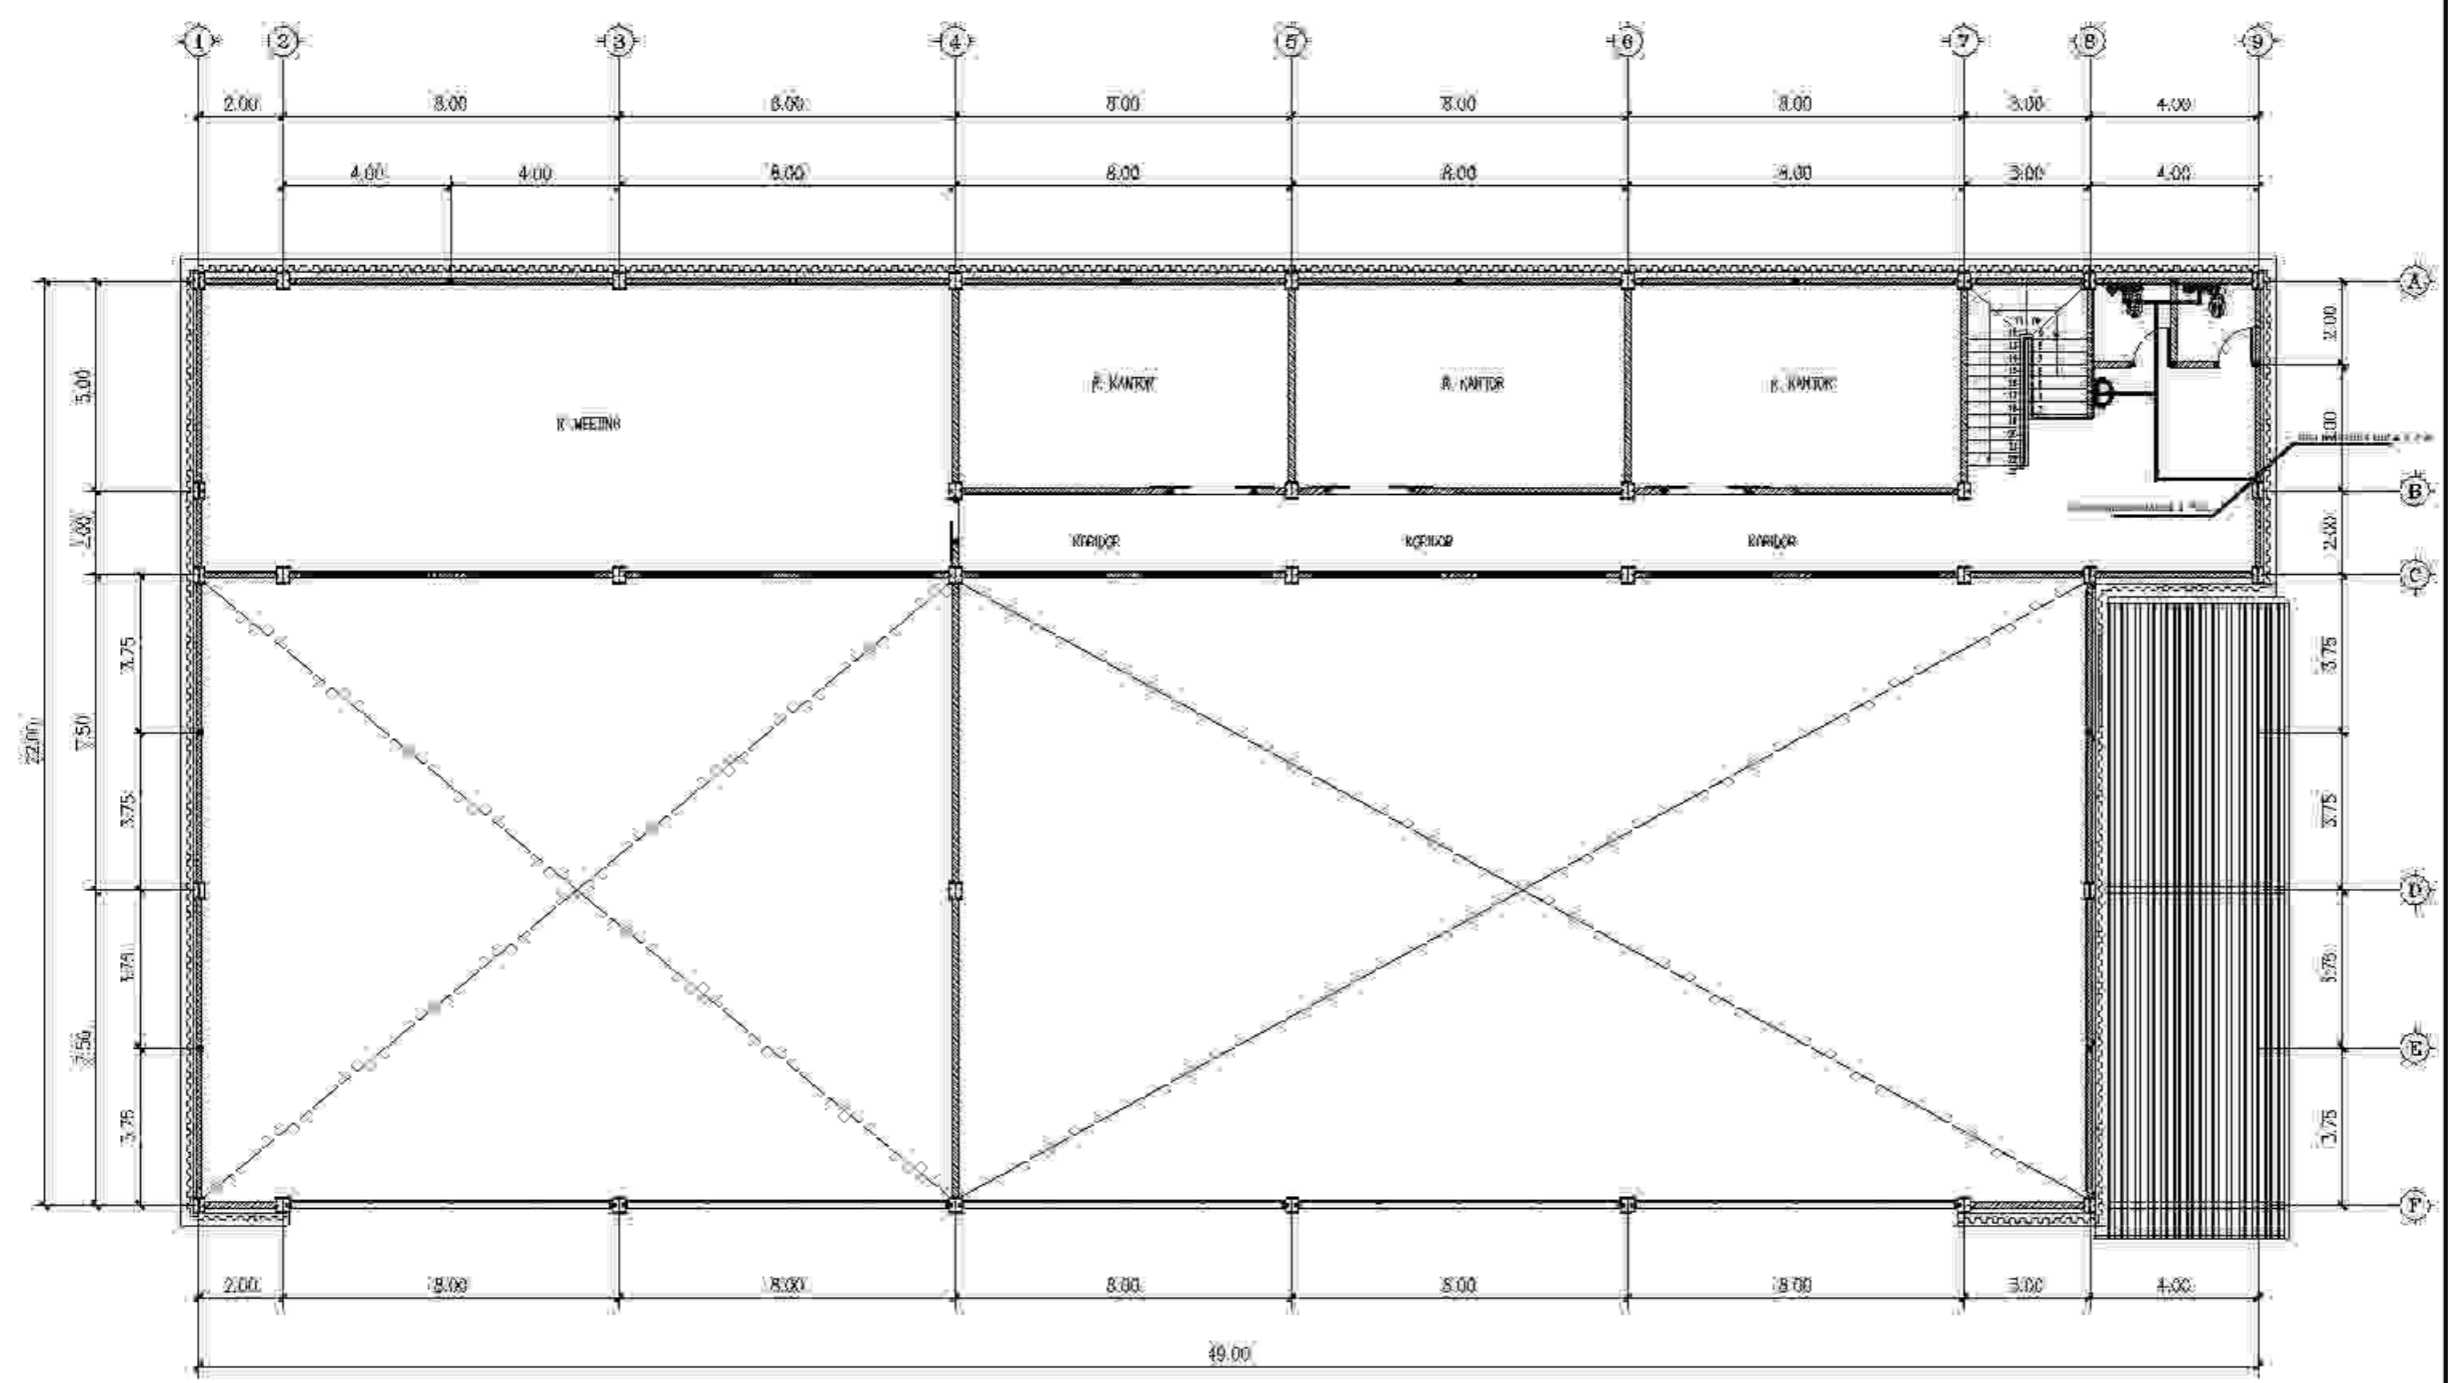 1 2 3 4 5 6 7 8 9
2.00 8.00 8.00 8.00 8.00 8.00 3.00 4.00
4.00 4.00 8.00 8.00 8.00 8.00 3.00 4.00
A
2.00
5.00
R. KANTOR R. KANTOR R. KANTOR
R. MEETING
B
2.00 2.00
KORIDOR KORIDOR KORIDOR
C
3.75 3.75
22.00 7.50
3.75 3.75
D
3.75 3.75
7.50 E
3.75 3.75
F
2.00 8.00 8.00 8.00 8.00 8.00 3.00 4.00
49.00